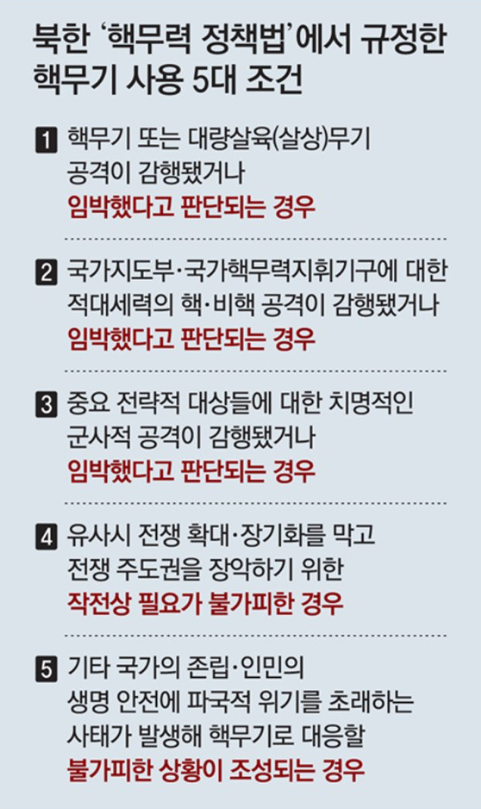 북한 ‘핵무력 정책법’에서 규정한
핵무기 사용 5대 조건
1 핵무기 또는 대량살육(살상)무기
공격이 감행됐거나
임박했다고 판단되는 경우
2 국가지도부·국가핵무력지휘기구에 대한
적대세력의 핵·비핵 공격이 감행됐거나
임박했다고 판단되는 경우
3 중요 전략적 대상들에 대한 치명적인
군사적 공격이 감행됐거나
임박했다고 판단되는 경우
4 유사시 전쟁 확대·장기화를 막고
전쟁 주도권을 장악하기 위한
작전상 필요가 불가피한 경우
5 기타 국가의 존립·인민의
생명 안전에 파국적 위기를 초래하는
사태가 발생해 핵무기로 대응할
불가피한 상황이 조성되는 경우